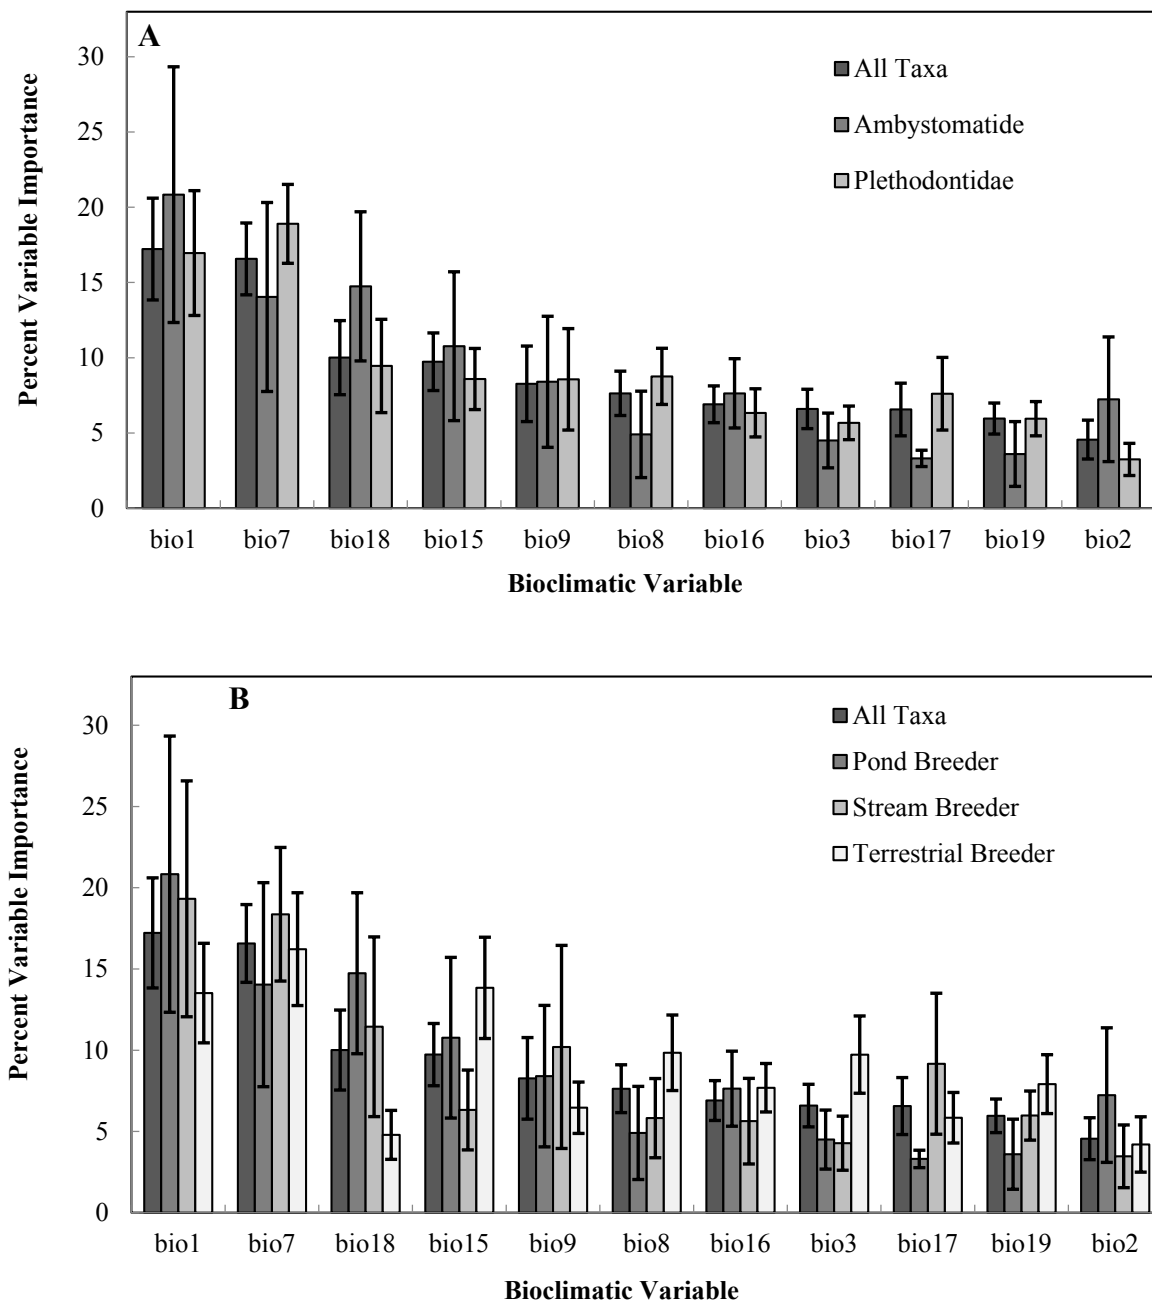 A
30
25
20
15
10
5
0
Percent Variable Importance
All Taxa
Ambystomatide
Plethodontidae
bio1 bio7 bio18 bio15 bio9 bio8 bio16 bio3 bio17 bio19 bio2
Bioclimatic Variable
B
30
25
20
15
10
5
0
Percent Variable Importance
All Taxa
Pond Breeder
Stream Breeder
Terrestrial Breeder
bio1 bio7 bio18 bio15 bio9 bio8 bio16 bio3 bio17 bio19 bio2
Bioclimatic Variable